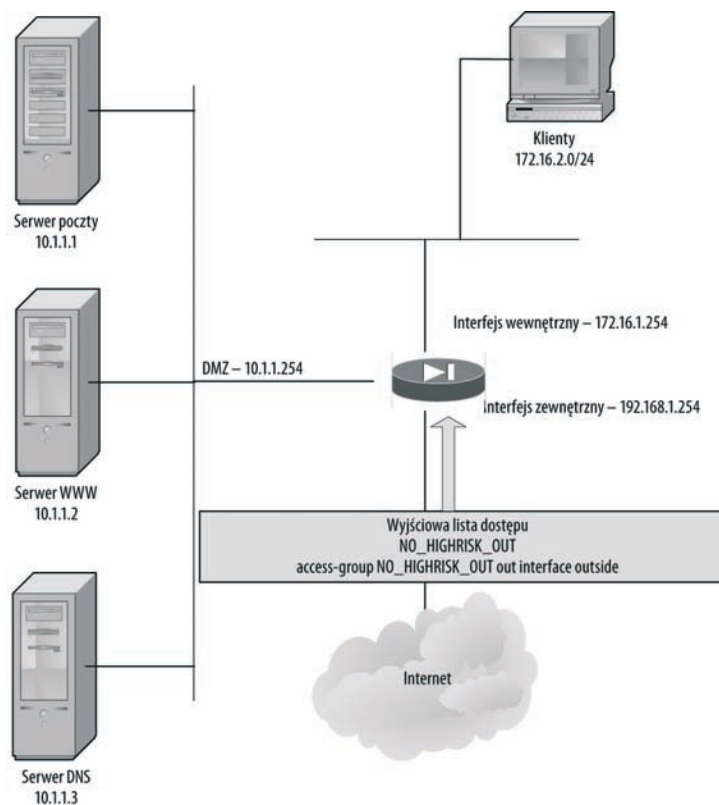 Serwer poczty
10.1.1.1
Klienty
172.16.2.0/24
Interfejs wewnętrzny – 172.16.1.254
DMZ – 10.1.1.254
Interfejs zewnętrzny – 192.168.1.254
Serwer WWW
10.1.1.2
Wyjściowa lista dostępu
NO_HIGHRISK_OUT
access-group NO_HIGHRISK_OUT out interface outside
Internet
Serwer DNS
10.1.1.3